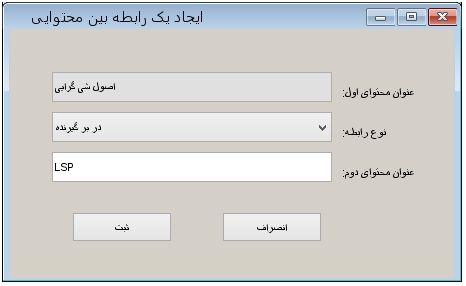 ایجاد یک رابطه بین محتوایی
عنوان محتوای اول:
اصول شی گرایی
نوع رابطه:
در بر گیرنده
عنوان محتوای دوم:
LSP
انصراف
ثبت